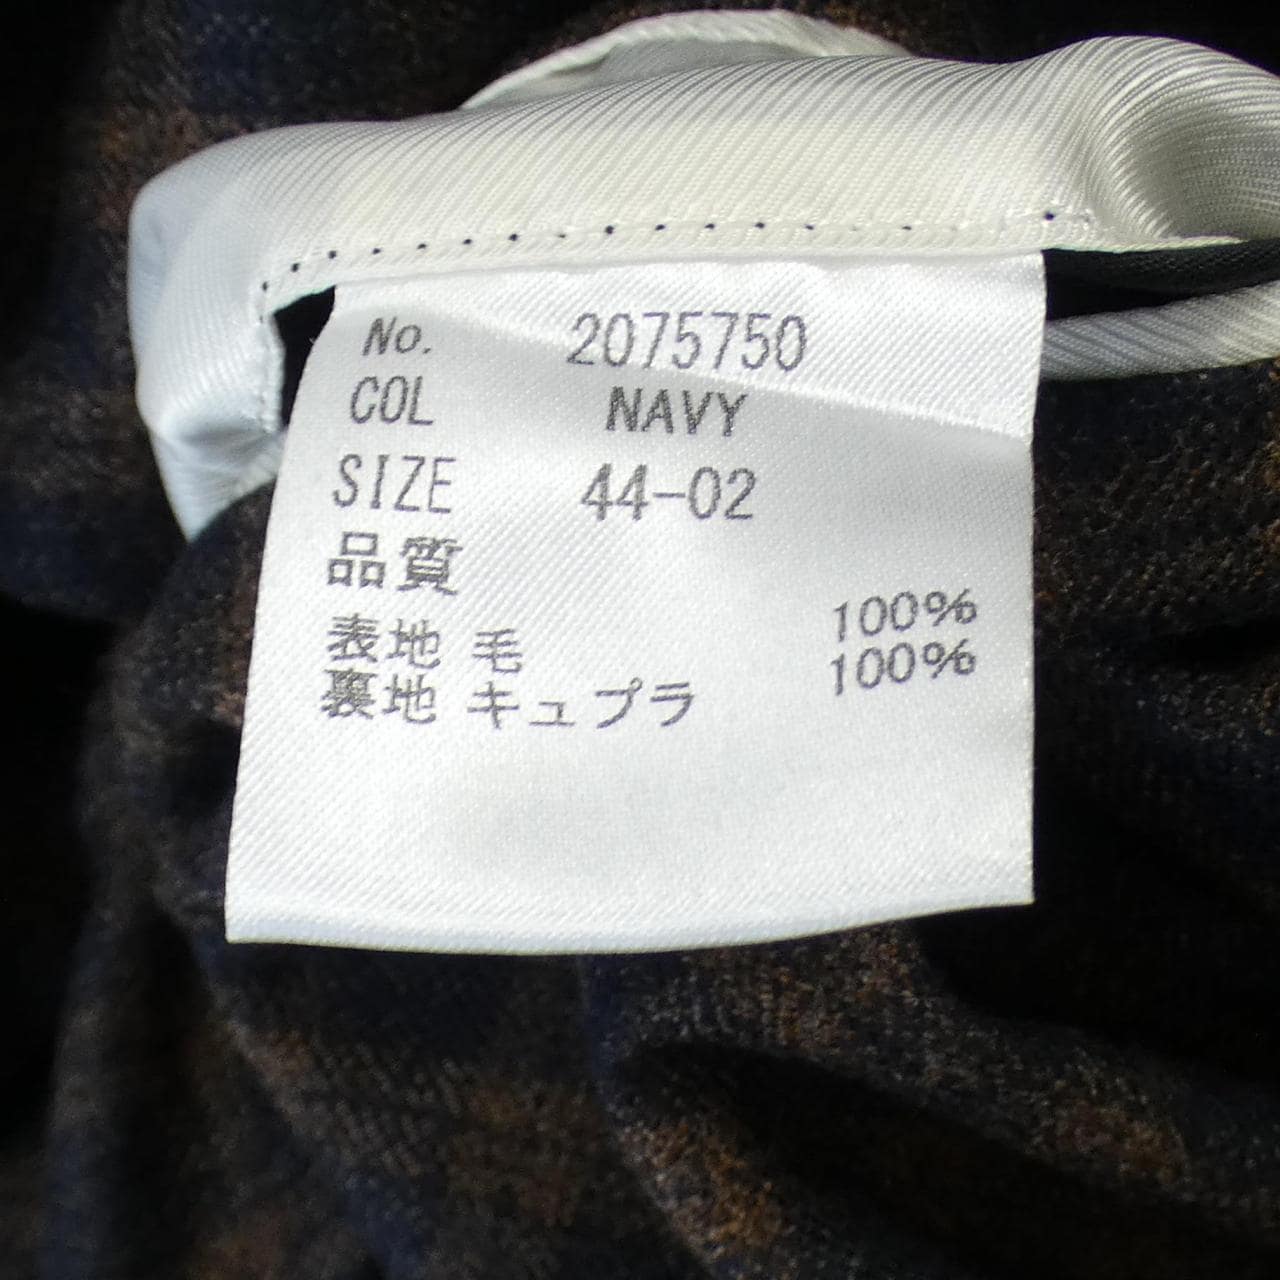 No. 2075750
COL NAVY
SIZE 44-02
品質
表地 毛 100%
裏地 キュプラ 100%